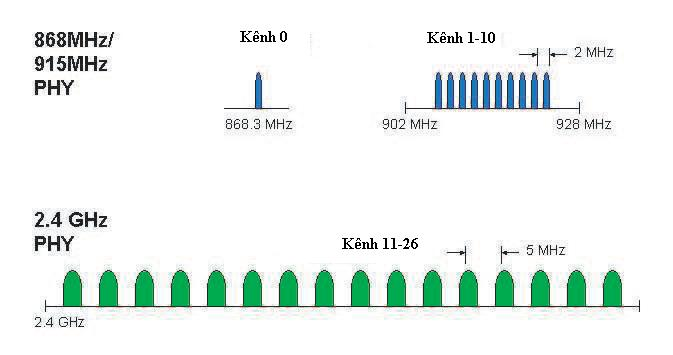 868MHz/
915MHz
PHY
Kênh 0
868.3 MHz
Kênh 1-10
2 MHz
902 MHz
928 MHz
2.4 GHz
PHY
Kênh 11-26
5 MHz
2.4 GHz